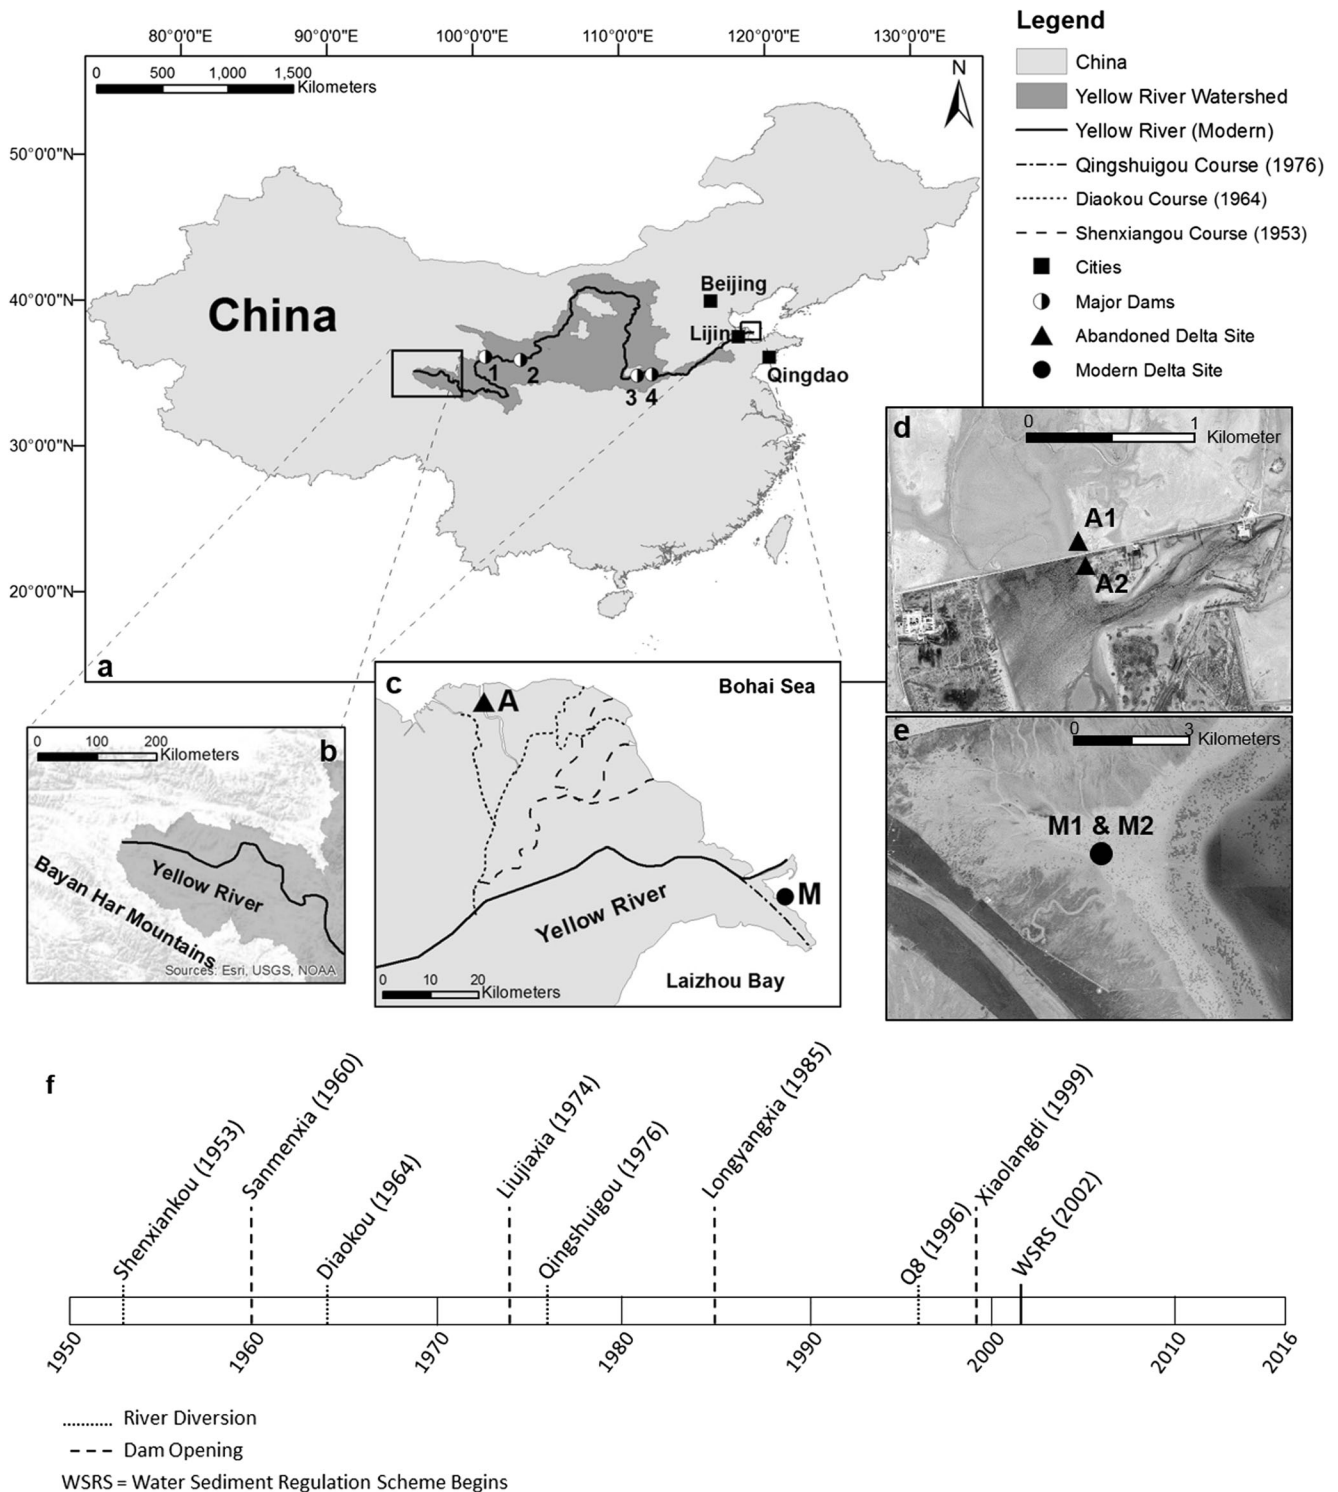 80°0'0"E
90°0'0"E
100°0'0"E
110°0'0"E
120°0'0"E
130°0'0"E
0 500 1,000 1,500
Kilometers
N
50°0'0"N
40°0'0"N
30°0'0"N
20°0'0"N
China
Beijing
Lijin
Qingdao
1
2
3
4
a
Legend
China
Yellow River Watershed
Yellow River (Modern)
Qingshuigou Course (1976)
Diaokou Course (1964)
Shenxiangou Course (1953)
Cities
Major Dams
Abandoned Delta Site
Modern Delta Site
b
0 100 200
Kilometers
Yellow River
Bayan Har Mountains
Sources: Esri, USGS, NOAA
c
Bohai Sea
A
M
Yellow River
Laizhou Bay
0 10 20
Kilometers
d
0 1
Kilometer
A1
A2
e
0 3
Kilometers
M1 & M2
f
Shenxiankou (1953)
Sanmenxia (1960)
Diaokou (1964)
Liujiaxia (1974)
Qingshuigou (1976)
Longyangxia (1985)
Q8 (1996)
Xiaolangdi (1999)
WSRS (2002)
1950
1960
1970
1980
1990
2000
2010
2016
River Diversion
Dam Opening
WSRS = Water Sediment Regulation Scheme Begins